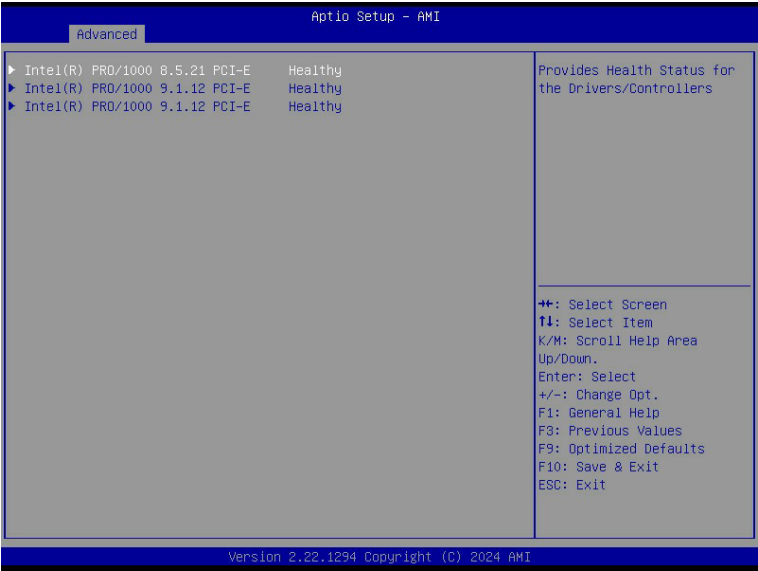 Aptio Setup – AMI
Advanced
Intel(R) PRO/1000 8.5.21 PCI-E Healthy
Intel(R) PRO/1000 9.1.12 PCI-E Healthy
Intel(R) PRO/1000 9.1.12 PCI-E Healthy
Provides Health Status for
the Drivers/Controllers
→←: Select Screen
↑↓: Select Item
K/M: Scroll Help Area
Up/Down.
Enter: Select
+/-: Change Opt.
F1: General Help
F3: Previous Values
F9: Optimized Defaults
F10: Save & Exit
ESC: Exit
Version 2.22.1294 Copyright (C) 2024 AMI